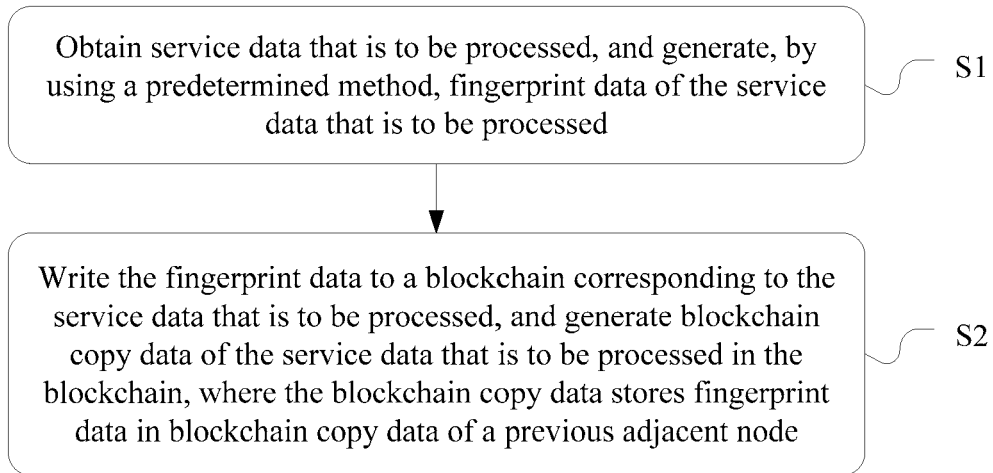 Obtain service data that is to be processed, and generate, by
using a predetermined method, fingerprint data of the service
data that is to be processed
S1
Write the fingerprint data to a blockchain corresponding to the
service data that is to be processed, and generate blockchain
copy data of the service data that is to be processed in the
blockchain, where the blockchain copy data stores fingerprint
data in blockchain copy data of a previous adjacent node
S2